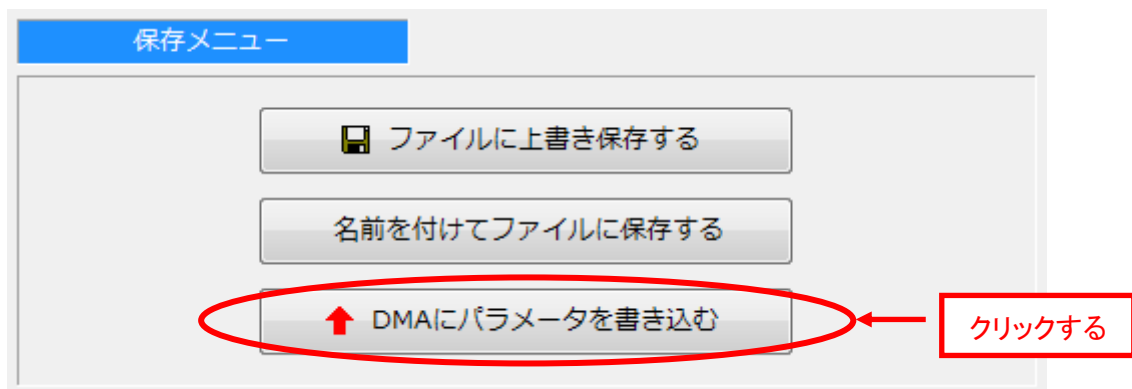 保存メニュー
ファイルに上書き保存する
名前を付けてファイルに保存する
DMAにパラメータを書き込む
クリックする